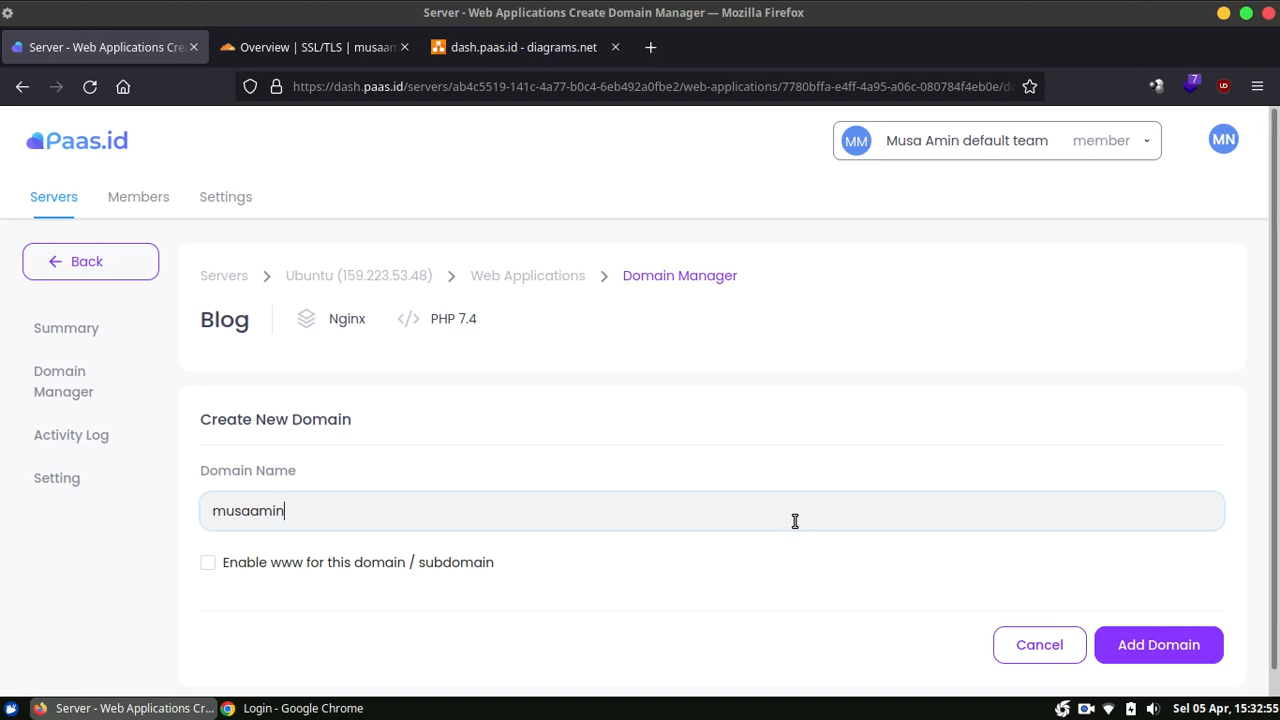 Server - Web Applications Create Domain Manager — Mozilla Firefox
Server - Web Applications Cre
Overview | SSL/TLS | musaam
dash.paas.id - diagrams.net
https://dash.paas.id/servers/ab4c5519-141c-4a77-b0c4-6eb492a0fbe2/web-applications/7780bffa-e4ff-4a95-a06c-080784f4eb0e/do
7
Paas.id
MM Musa Amin default team member
MN
Servers Members Settings
Back
Servers > Ubuntu (159.223.53.48) > Web Applications > Domain Manager
Blog Nginx </> PHP 7.4
Summary
Domain
Manager
Activity Log
Setting
Create New Domain
Domain Name
musaamin
Enable www for this domain / subdomain
Cancel Add Domain
Server - Web Applications Cr... Login - Google Chrome Sel 05 Apr, 15:32:55